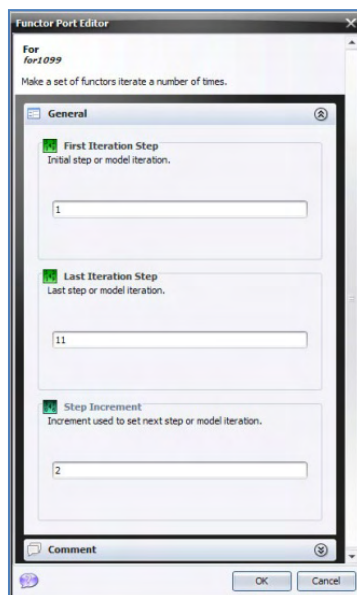 Functor Port Editor
For
for1099
Make a set of functors iterate a number of times.
General
First Iteration Step
Initial step or model iteration.
1
Last Iteration Step
Last step or model iteration.
11
Step Increment
Increment used to set next step or model iteration.
2
Comment
OK Cancel